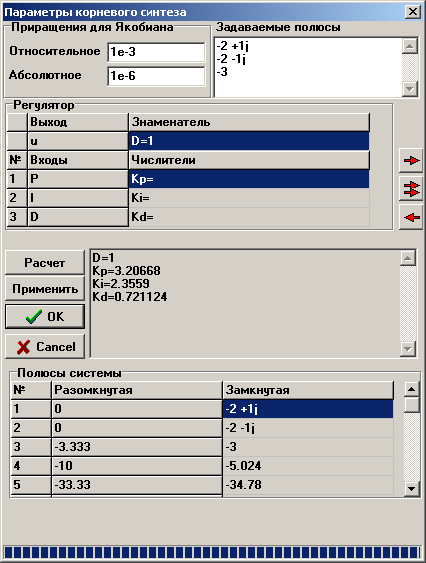 Параметры корневого синтеза
Приращения для Якобиана
Относительное 1e-3
Абсолютное 1e-6
Задаваемые полюсы
-2 +1j
-2 -1j
-3
Регулятор
Выход Знаменатель
u D=1
№ Входы Числители
1 P Kp=
2 I Ki=
3 D Kd=
Расчет
Применить
OK
Cancel
D=1
Kp=3.20668
Ki=2.3559
Kd=0.721124
Полюсы системы
№ Разомкнутая Замкнутая
1 0 -2 +1j
2 0 -2 -1j
3 -3.333 -3
4 -10 -5.024
5 -33.33 -34.78